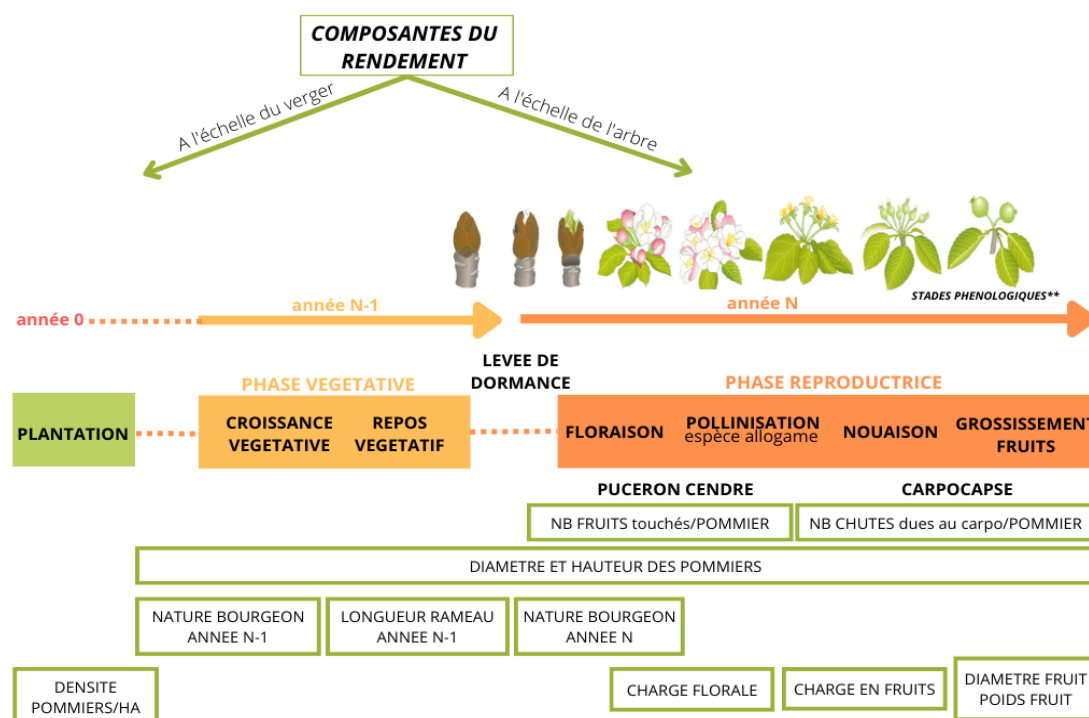 COMPOSANTES DU
RENDEMENT
A l'échelle du verger
A l'échelle de l'arbre
STADES PHENOLOGIQUES**
année 0
année N-1
année N
LEVEE DE
DORMANCE
PHASE VEGETATIVE
PHASE REPRODUCTRICE
PLANTATION
CROISSANCE
VEGETATIVE
REPOS
VEGETATIF
FLORAISON
POLLINISATION
espèce allogame
NOUAISON
GROSSISSEMENT
FRUITS
PUCERON CENDRE
CARPOCAPSE
NB FRUITS touchés/POMMIER
NB CHUTES dues au carpo/POMMIER
DIAMETRE ET HAUTEUR DES POMMIERS
NATURE BOURGEON
ANNEE N-1
LONGUEUR RAMEAU
ANNEE N-1
NATURE BOURGEON
ANNEE N
DENSITE
POMMIERS/HA
CHARGE FLORALE
CHARGE EN FRUITS
DIAMETRE FRUIT
POIDS FRUIT